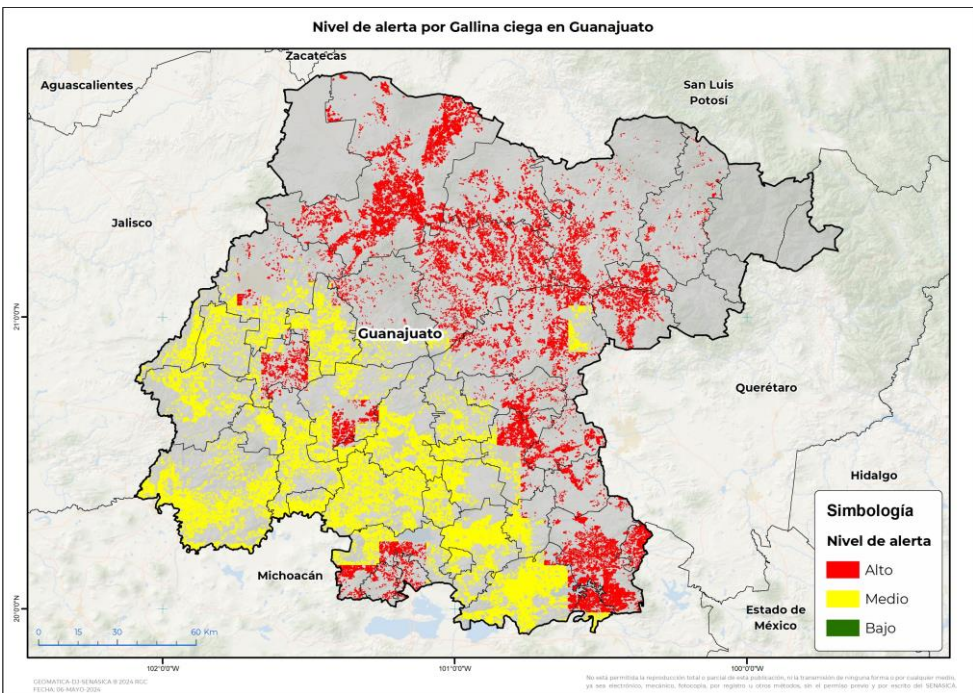 Nivel de alerta por Gallina ciega en Guanajuato
Zacatecas
Aguascalientes
San Luis
Potosí
Jalisco
21°0'0"N
Guanajuato
Querétaro
Hidalgo
Simbología
Nivel de alerta
Alto
Medio
Bajo
Michoacán
20°0'0"N
Estado de
México
0 15 30 60 Km
102°0'0"W
101°0'0"W
100°0'0"W
GEOMATICA-DJ-SENASICA © 2024 RGC
FECHA: 06-MAYO-2024
No está permitida la reproducción total o parcial de esta publicación, ni la transmisión de ninguna forma o por cualquier medio,
ya sea electrónico, mecánico, fotocopia, por registro u otros métodos, sin el permiso previo y por escrito del SENASICA.